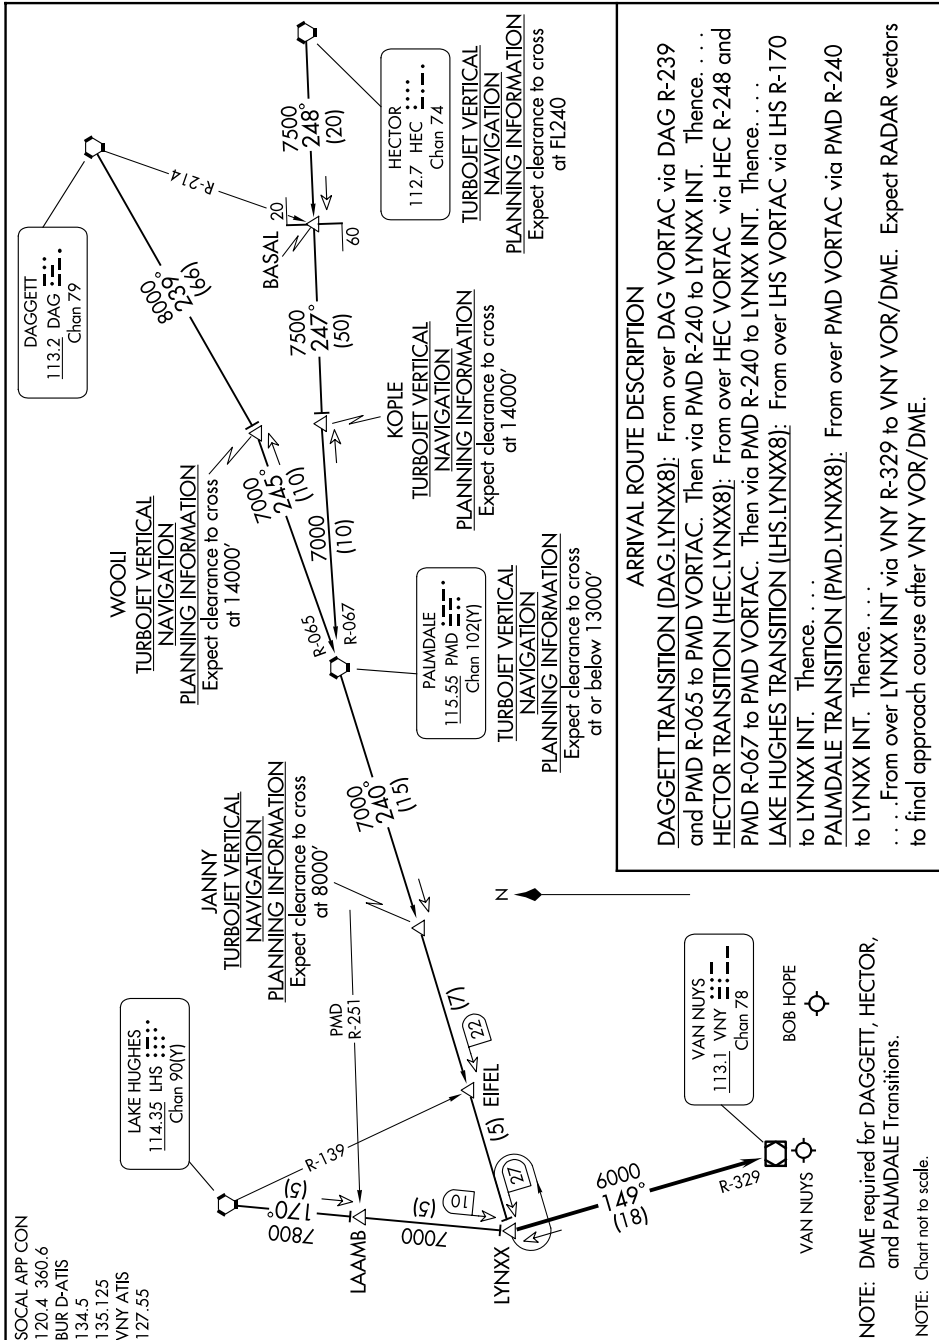 SOCAL APP CON
120.4 360.6
BUR D-ATIS
134.5
135.125
VNY ATIS
127.55
LAKE HUGHES
114.35 LHS
Chan 90(Y)
DAGGETT
113.2 DAG
Chan 79
HECTOR
112.7 HEC
Chan 74
TURBOJET VERTICAL
NAVIGATION
PLANNING INFORMATION
Expect clearance to cross
at FL240
7500
248°
(20)
R-214
BASAL
20
60
8000
239°
(66)
7500
247°
(50)
WOOLI
TURBOJET VERTICAL
NAVIGATION
PLANNING INFORMATION
Expect clearance to cross
at 14000'
KOPLE
TURBOJET VERTICAL
NAVIGATION
PLANNING INFORMATION
Expect clearance to cross
at 14000'
7000
245°
(10)
7000
(10)
R-065
R-067
PALMDALE
115.55 PMD
Chan 102(Y)
TURBOJET VERTICAL
NAVIGATION
PLANNING INFORMATION
Expect clearance to cross
at or below 13000'
7000
240°
(15)
JANNY
TURBOJET VERTICAL
NAVIGATION
PLANNING INFORMATION
Expect clearance to cross
at 8000'
PMD
R-251
R-139
7800
170°
(5)
LAAMB
7000
(5)
10
(7)
22
EIFEL
(5)
27
LYNXX
6000
149°
(18)
R-329
N
VAN NUYS
113.1 VNY
Chan 78
VAN NUYS
BOB HOPE
NOTE: DME required for DAGGETT, HECTOR,
and PALMDALE Transitions.
NOTE: Chart not to scale.
ARRIVAL ROUTE DESCRIPTION
DAGGETT TRANSITION (DAG.LYNXX8): From over DAG VORTAC via DAG R-239
and PMD R-065 to PMD VORTAC. Then via PMD R-240 to LYNXX INT. Thence. . . .
HECTOR TRANSITION (HEC.LYNXX8): From over HEC VORTAC via HEC R-248 and
PMD R-067 to PMD VORTAC. Then via PMD R-240 to LYNXX INT. Thence. . . .
LAKE HUGHES TRANSITION (LHS.LYNXX8): From over LHS VORTAC via LHS R-170
to LYNXX INT. Thence. . . .
PALMDALE TRANSITION (PMD.LYNXX8): From over PMD VORTAC via PMD R-240
to LYNXX INT. Thence. . . .
. . . .From over LYNXX INT via VNY R-329 to VNY VOR/DME. Expect RADAR vectors
to final approach course after VNY VOR/DME.